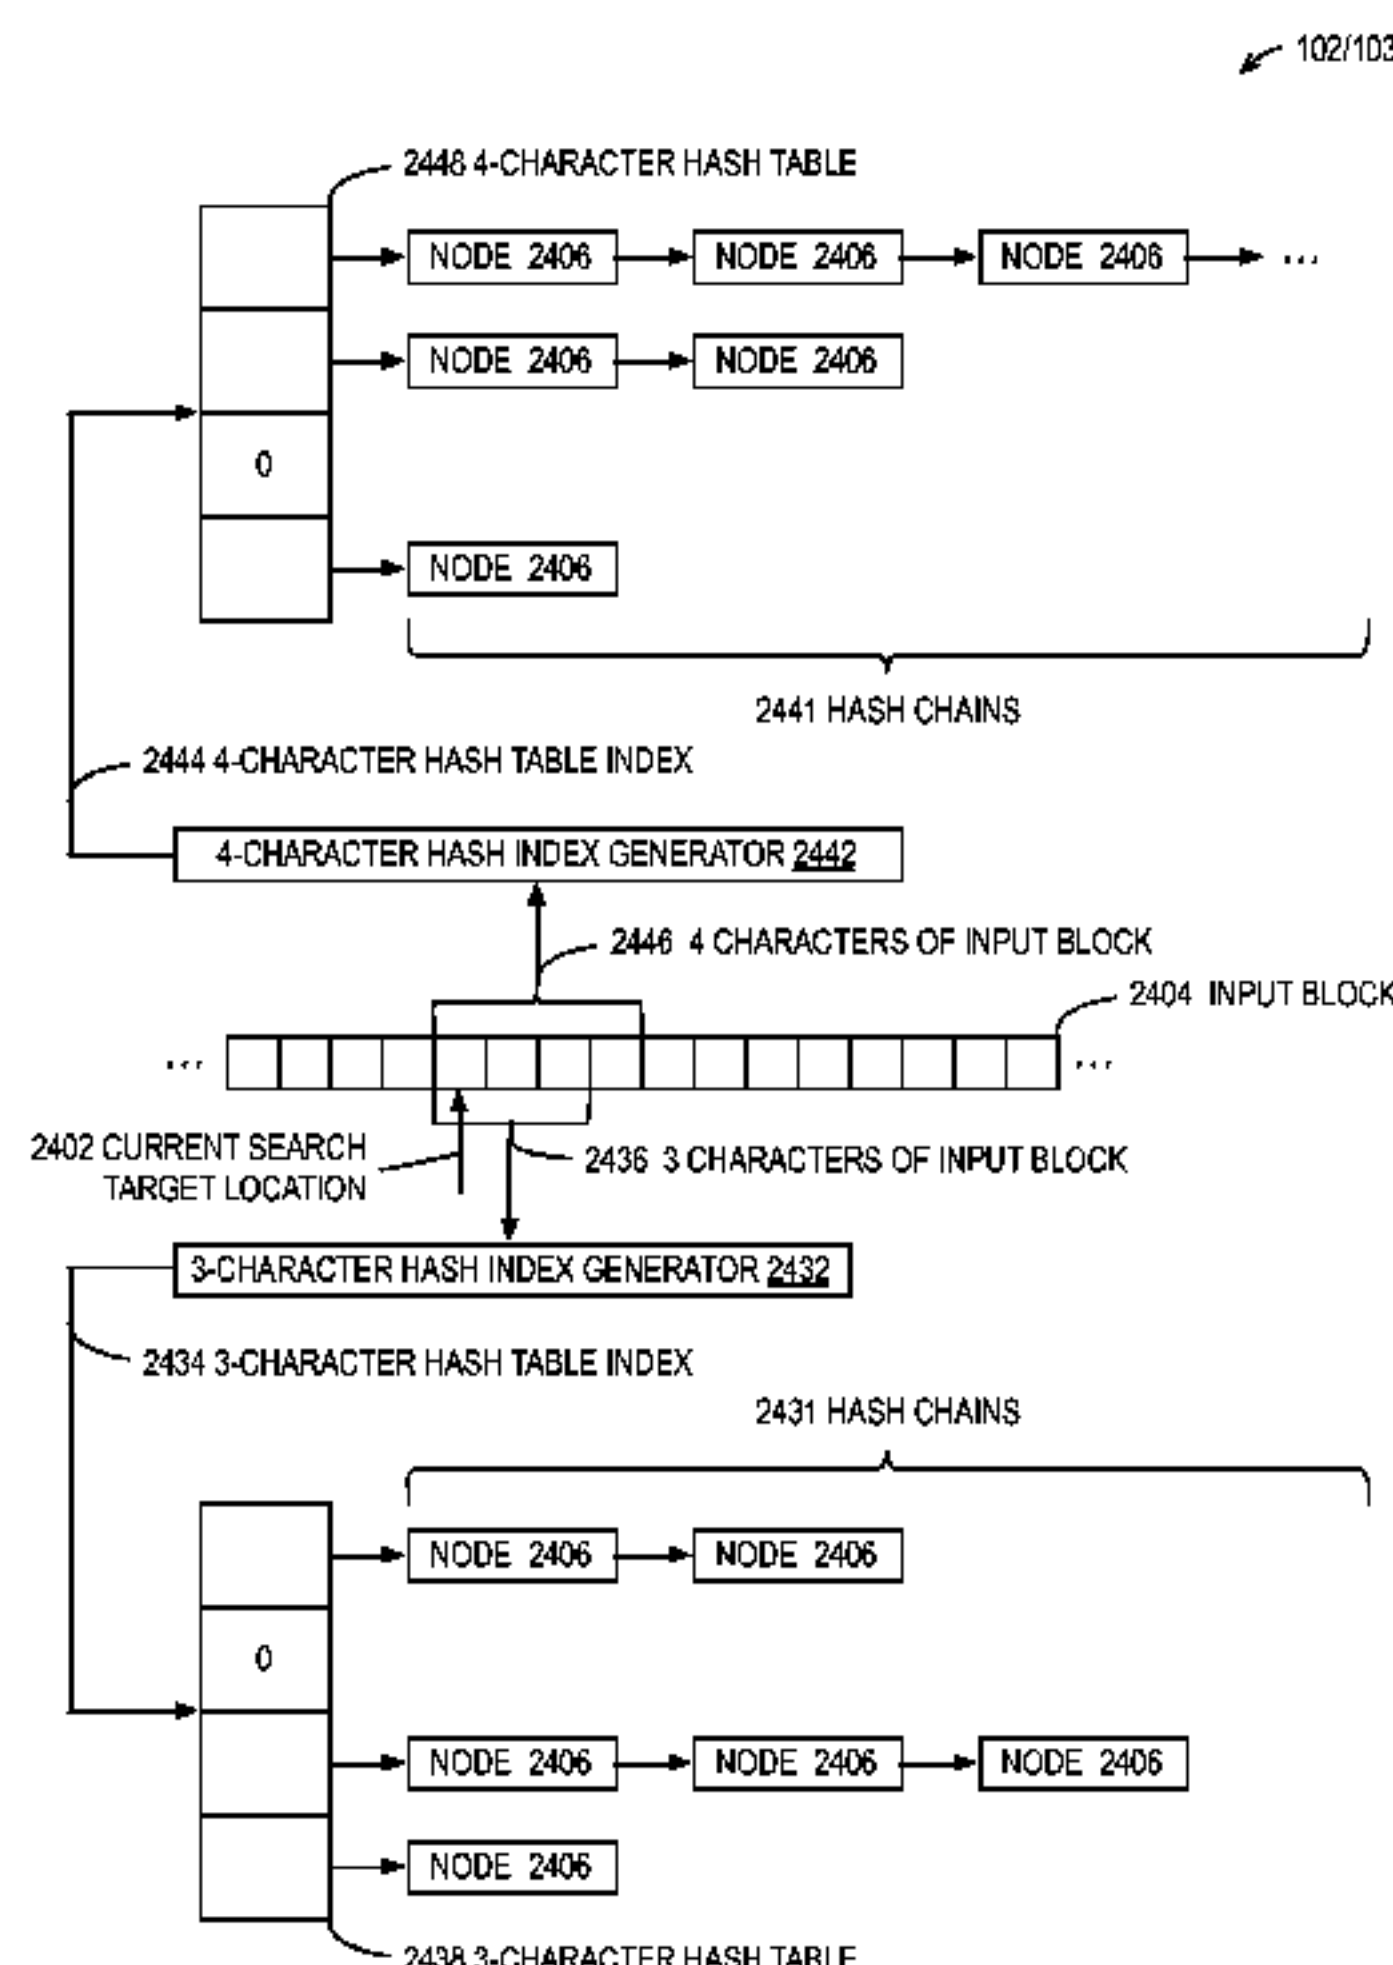 102/103
2448 4-CHARACTER HASH TABLE
NODE 2406 NODE 2406 NODE 2406 ...
NODE 2406 NODE 2406
0
NODE 2406
2441 HASH CHAINS
2444 4-CHARACTER HASH TABLE INDEX
4-CHARACTER HASH INDEX GENERATOR 2442
2446 4 CHARACTERS OF INPUT BLOCK
2404 INPUT BLOCK
... ...
2402 CURRENT SEARCH
TARGET LOCATION
2436 3 CHARACTERS OF INPUT BLOCK
3-CHARACTER HASH INDEX GENERATOR 2432
2434 3-CHARACTER HASH TABLE INDEX
2431 HASH CHAINS
NODE 2406 NODE 2406
0
NODE 2406 NODE 2406 NODE 2406
NODE 2406
2438 3-CHARACTER HASH TABLE